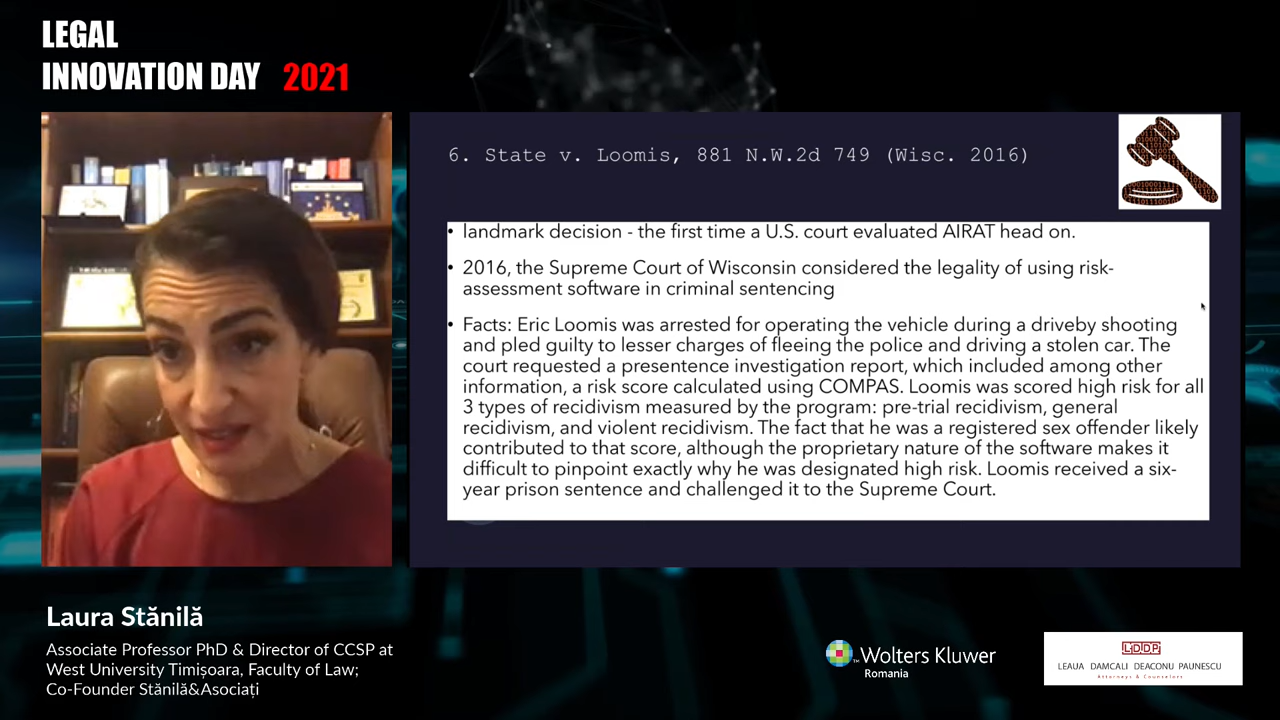 LEGAL
INNOVATION DAY 2021
6. State v. Loomis, 881 N.W.2d 749 (Wisc. 2016)
• landmark decision - the first time a U.S. court evaluated AIRAT head on.
• 2016, the Supreme Court of Wisconsin considered the legality of using risk-
assessment software in criminal sentencing
• Facts: Eric Loomis was arrested for operating the vehicle during a driveby shooting
and pled guilty to lesser charges of fleeing the police and driving a stolen car. The
court requested a presentence investigation report, which included among other
information, a risk score calculated using COMPAS. Loomis was scored high risk for all
3 types of recidivism measured by the program: pre-trial recidivism, general
recidivism, and violent recidivism. The fact that he was a registered sex offender likely
contributed to that score, although the proprietary nature of the software makes it
difficult to pinpoint exactly why he was designated high risk. Loomis received a six-
year prison sentence and challenged it to the Supreme Court.
Laura Stănilă
Associate Professor PhD & Director of CCSP at
West University Timișoara, Faculty of Law;
Co-Founder Stănilă&Asociați
Wolters Kluwer
Romania
LDDP
LEAUA DAMCALI DEACONU PAUNESCU
Attorneys & Counselors